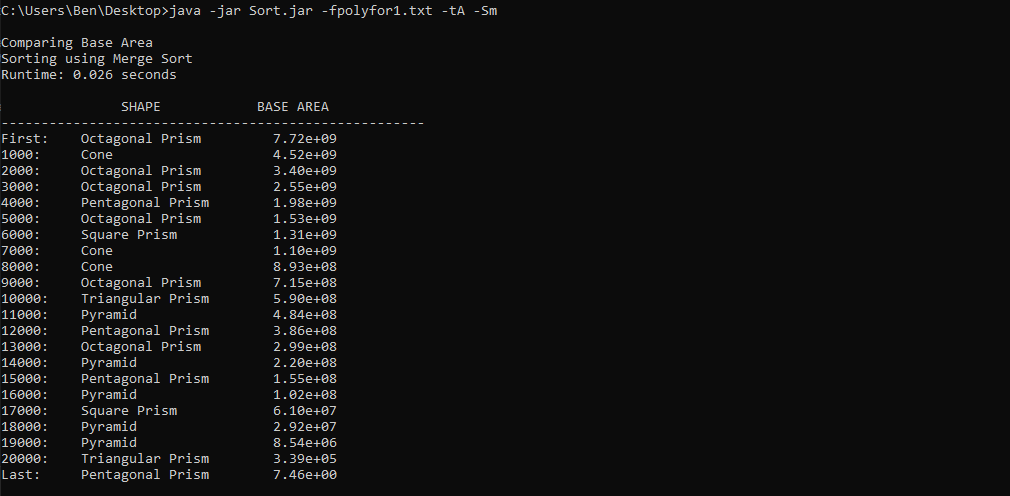 C:\Users\Ben\Desktop>java -jar Sort.jar -fpolyfor1.txt -tA -Sm
Comparing Base Area
Sorting using Merge Sort
Runtime: 0.026 seconds
SHAPE BASE AREA
-----------------------------------------------------
First: Octagonal Prism 7.72e+09
1000: Cone 4.52e+09
2000: Octagonal Prism 3.40e+09
3000: Octagonal Prism 2.55e+09
4000: Pentagonal Prism 1.98e+09
5000: Octagonal Prism 1.53e+09
6000: Square Prism 1.31e+09
7000: Cone 1.10e+09
8000: Cone 8.93e+08
9000: Octagonal Prism 7.15e+08
10000: Triangular Prism 5.90e+08
11000: Pyramid 4.84e+08
12000: Pentagonal Prism 3.86e+08
13000: Octagonal Prism 2.99e+08
14000: Pyramid 2.20e+08
15000: Pentagonal Prism 1.55e+08
16000: Pyramid 1.02e+08
17000: Square Prism 6.10e+07
18000: Pyramid 2.92e+07
19000: Pyramid 8.54e+06
20000: Triangular Prism 3.39e+05
Last: Pentagonal Prism 7.46e+00